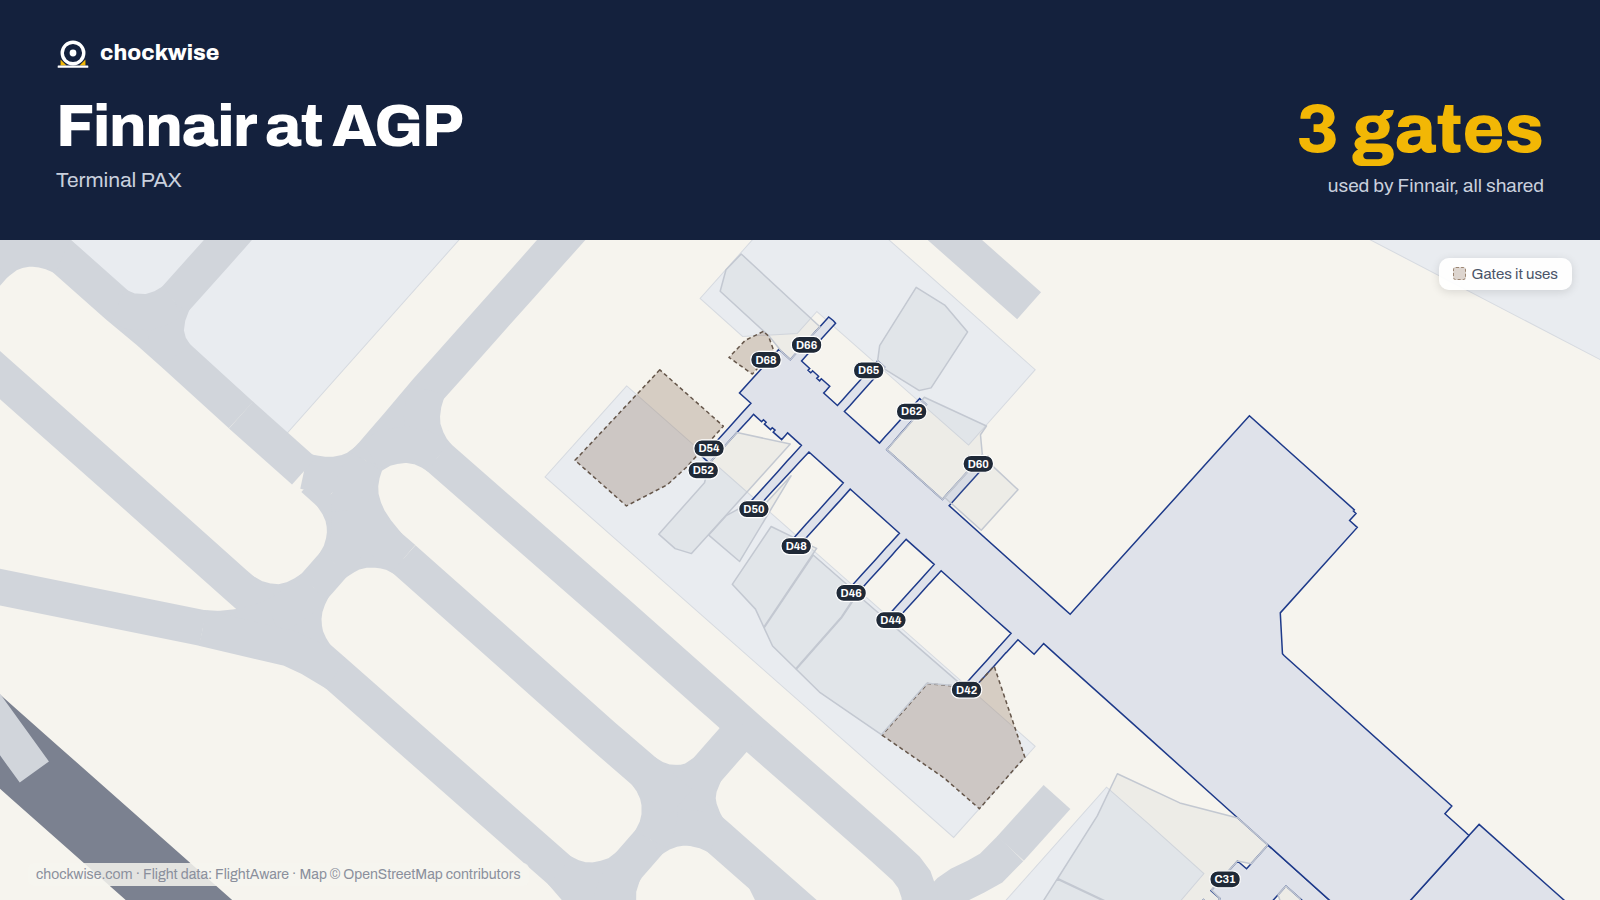 chockwise
Finnair at AGP
Terminal PAX
3 gates
used by Finnair, all shared
Gates it uses
D66
D68
D65
D62
D54
D60
D52
D50
D48
D46
D44
D42
C31
chockwise.com · Flight data: FlightAware · Map © OpenStreetMap contributors